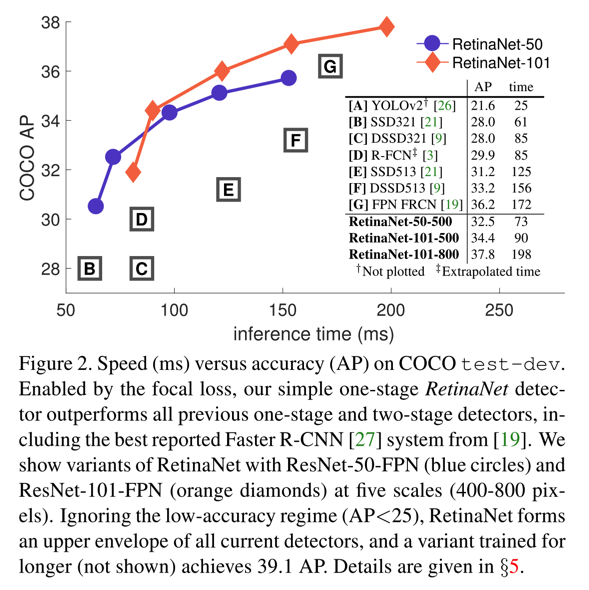 38
36
34
32
30
28
COCO AP
50
100
150
200
250
inference time (ms)
B
C
D
E
F
G
RetinaNet-50
RetinaNet-101
AP time
[A] YOLOv2† [26] 21.6 25
[B] SSD321 [21] 28.0 61
[C] DSSD321 [9] 28.0 85
[D] R-FCN‡ [3] 29.9 85
[E] SSD513 [21] 31.2 125
[F] DSSD513 [9] 33.2 156
[G] FPN FRCN [19] 36.2 172
RetinaNet-50-500 32.5 73
RetinaNet-101-500 34.4 90
RetinaNet-101-800 37.8 198
†Not plotted ‡Extrapolated time
Figure 2. Speed (ms) versus accuracy (AP) on COCO test-dev.
Enabled by the focal loss, our simple one-stage RetinaNet detec-
tor outperforms all previous one-stage and two-stage detectors, in-
cluding the best reported Faster R-CNN [27] system from [19]. We
show variants of RetinaNet with ResNet-50-FPN (blue circles) and
ResNet-101-FPN (orange diamonds) at five scales (400-800 pix-
els). Ignoring the low-accuracy regime (AP<25), RetinaNet forms
an upper envelope of all current detectors, and a variant trained for
longer (not shown) achieves 39.1 AP. Details are given in §5.